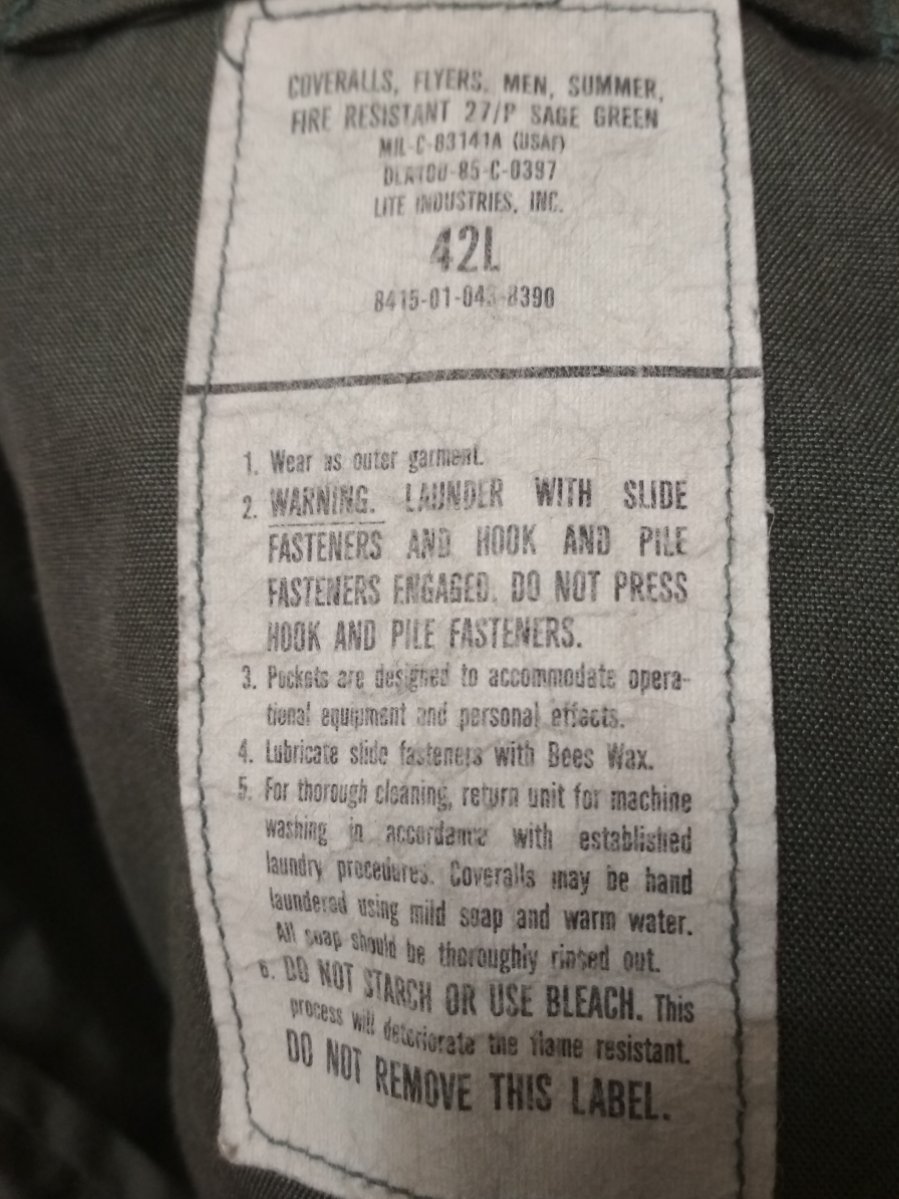 COVERALLS, FLYERS, MEN, SUMMER,
FIRE RESISTANT 27/P SAGE GREEN
MIL-C-83141A (USAF)
85-C-0397
LITE INDUSTRIES, INC.
42L
8415-01-043-8390
1. Wear as outer garment.
2. WARNING. LAUNDER WITH SLIDE
FASTENERS AND HOOK AND PILE
FASTENERS ENGAGED. DO NOT PRESS
HOOK AND PILE FASTENERS.
3. Pockets are designed to accommodate opera-
tional equipment and personal effects.
4. Lubricate slide fasteners with Bees Wax.
5. For thorough cleaning, return unit for machine
washing in accordance with established
laundry procedures. Coveralls may be hand
laundered using mild soap and warm water.
All soap should be thoroughly rinsed out.
6. DO NOT STARCH OR USE BLEACH. This
process will deteriorate the flame resistant.
DO NOT REMOVE THIS LABEL.